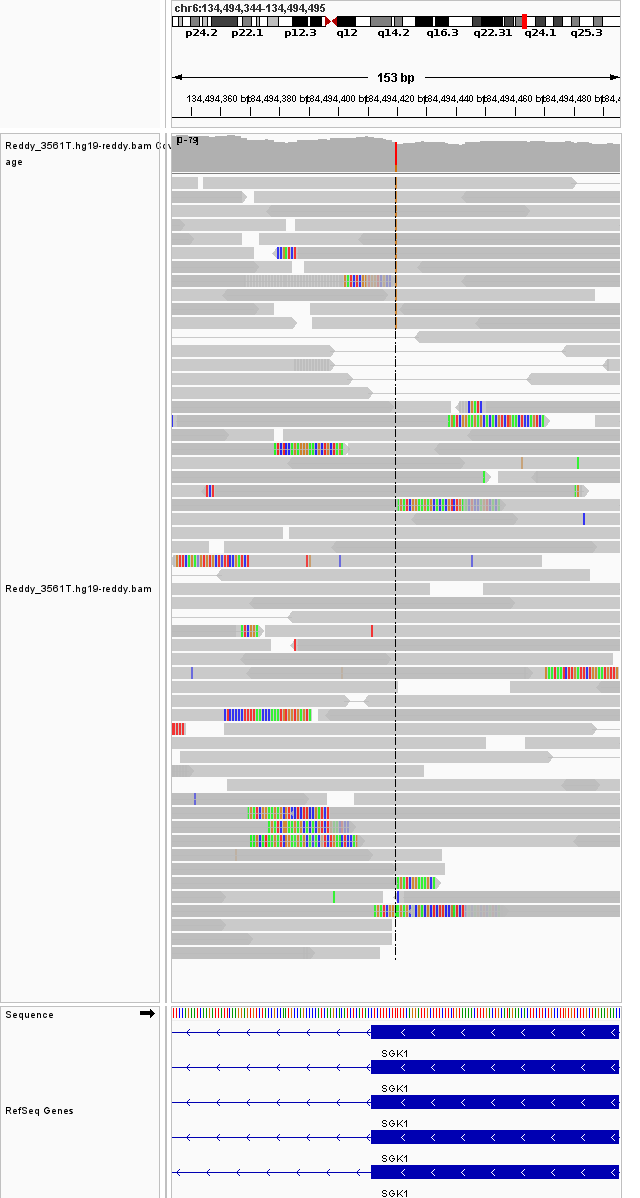 chr6:134,494,344-134,494,495
p24.2 p22.1 p12.3 q12 q14.2 q16.3 q22.31 q24.1 q25.3
153 bp
134,494,360 bp 134,494,380 bp 134,494,400 bp 134,494,420 bp 134,494,440 bp 134,494,460 bp 134,494,480 bp
Reddy_3561T.hg19-reddy.bam Cov
age
[0-79]
Reddy_3561T.hg19-reddy.bam
Sequence
SGK1
SGK1
RefSeq Genes
SGK1
SGK1
SGK1